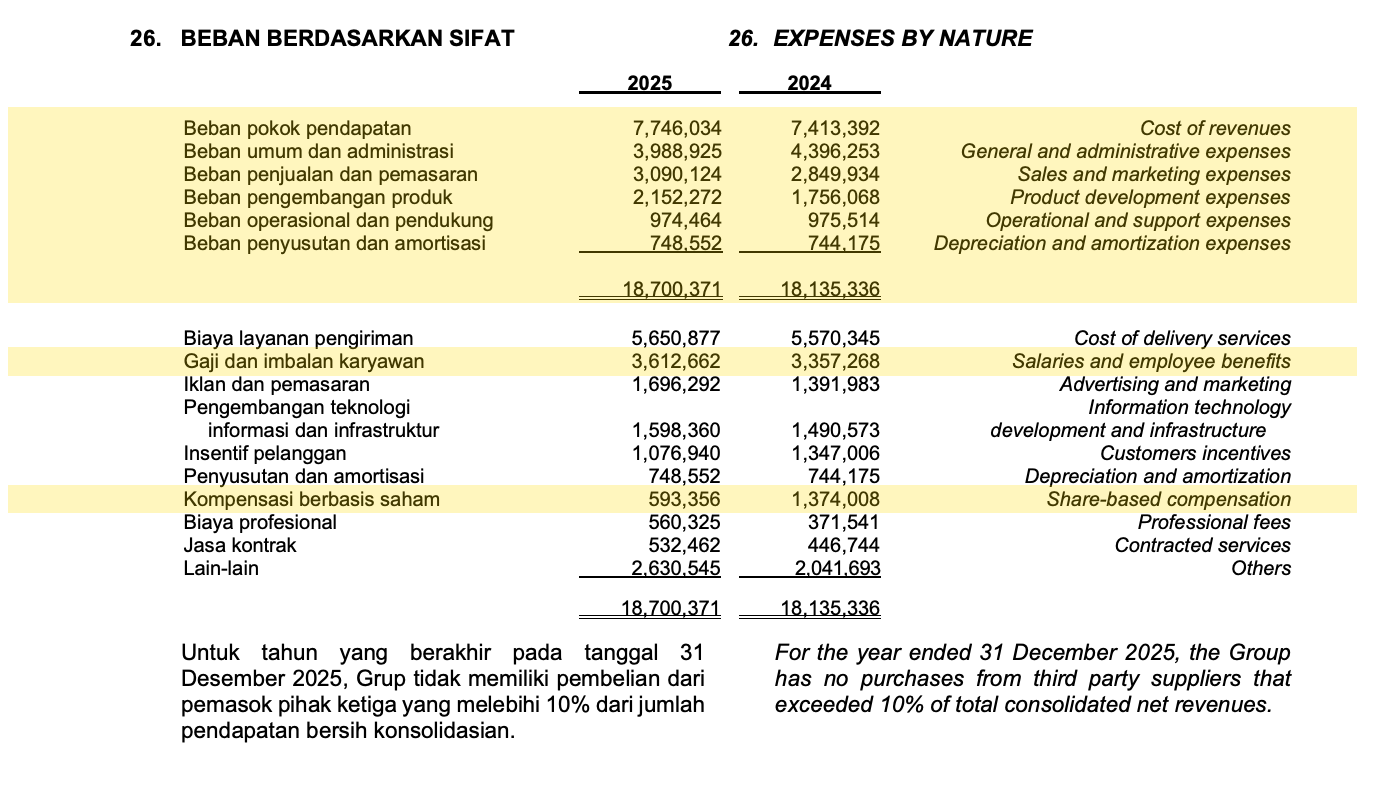 26. BEBAN BERDASARKAN SIFAT 26. EXPENSES BY NATURE
2025 2024
Beban pokok pendapatan 7,746,034 7,413,392 Cost of revenues
Beban umum dan administrasi 3,988,925 4,396,253 General and administrative expenses
Beban penjualan dan pemasaran 3,090,124 2,849,934 Sales and marketing expenses
Beban pengembangan produk 2,152,272 1,756,068 Product development expenses
Beban operasional dan pendukung 974,464 975,514 Operational and support expenses
Beban penyusutan dan amortisasi 748,552 744,175 Depreciation and amortization expenses
18,700,371 18,135,336
Biaya layanan pengiriman 5,650,877 5,570,345 Cost of delivery services
Gaji dan imbalan karyawan 3,612,662 3,357,268 Salaries and employee benefits
Iklan dan pemasaran 1,696,292 1,391,983 Advertising and marketing
Pengembangan teknologi Information technology
informasi dan infrastruktur 1,598,360 1,490,573 development and infrastructure
Insentif pelanggan 1,076,940 1,347,006 Customers incentives
Penyusutan dan amortisasi 748,552 744,175 Depreciation and amortization
Kompensasi berbasis saham 593,356 1,374,008 Share-based compensation
Biaya profesional 560,325 371,541 Professional fees
Jasa kontrak 532,462 446,744 Contracted services
Lain-lain 2,630,545 2,041,693 Others
18,700,371 18,135,336
Untuk tahun yang berakhir pada tanggal 31
Desember 2025, Grup tidak memiliki pembelian dari
pemasok pihak ketiga yang melebihi 10% dari jumlah
pendapatan bersih konsolidasian.
For the year ended 31 December 2025, the Group
has no purchases from third party suppliers that
exceeded 10% of total consolidated net revenues.